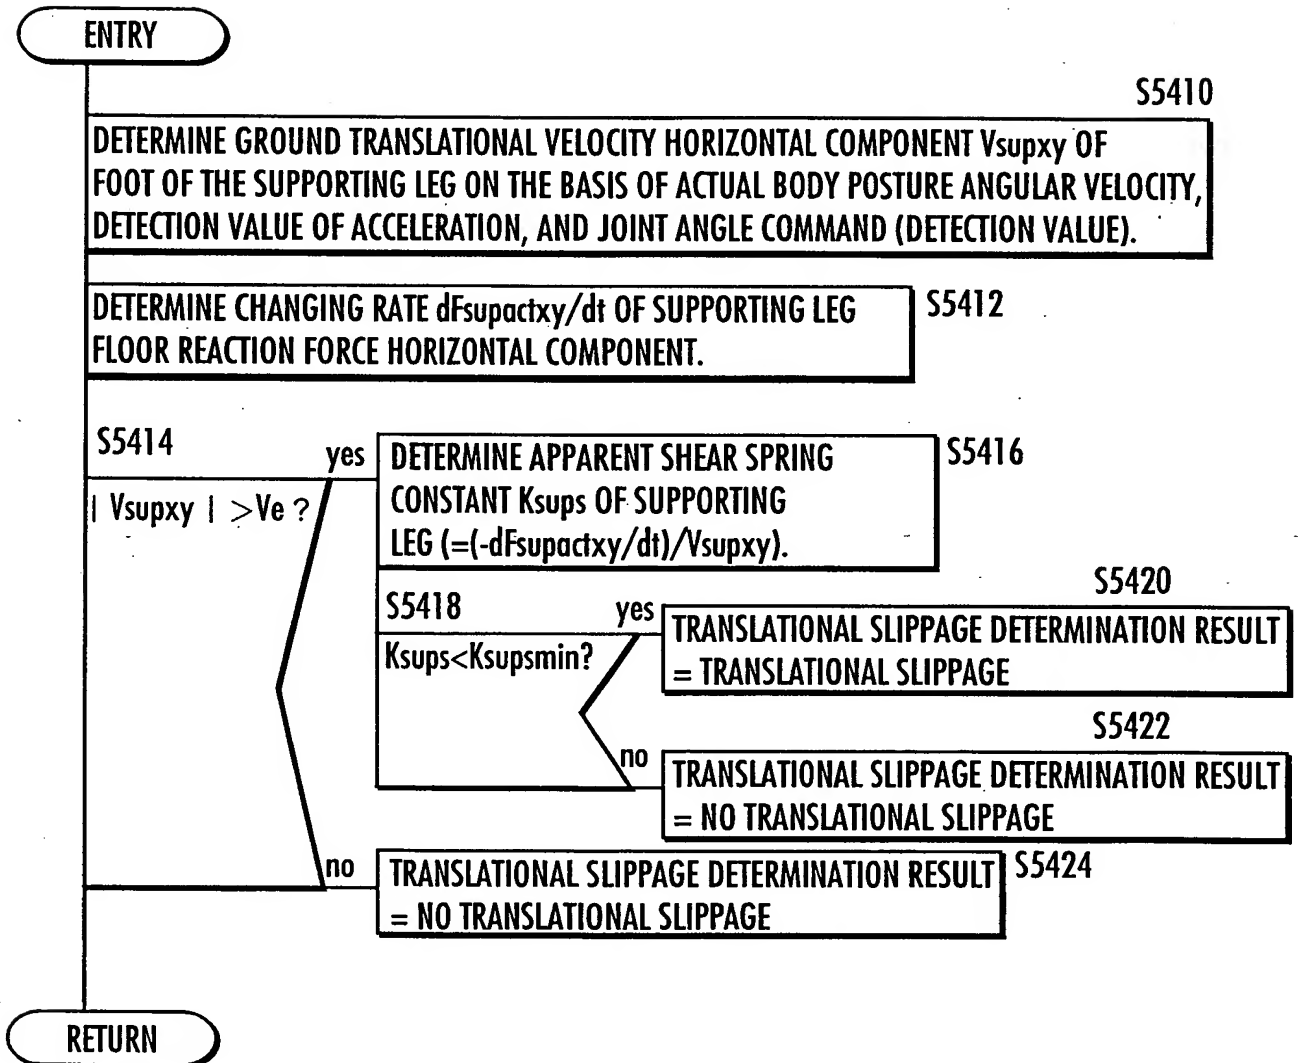 ENTRY
S5410
DETERMINE GROUND TRANSLATIONAL VELOCITY HORIZONTAL COMPONENT Vsupxy OF
FOOT OF THE SUPPORTING LEG ON THE BASIS OF ACTUAL BODY POSTURE ANGULAR VELOCITY,
DETECTION VALUE OF ACCELERATION, AND JOINT ANGLE COMMAND (DETECTION VALUE).
DETERMINE CHANGING RATE dFsupactxy/dt OF SUPPORTING LEG
FLOOR REACTION FORCE HORIZONTAL COMPONENT.
S5412
S5414
| Vsupxy | >Ve ?
yes
DETERMINE APPARENT SHEAR SPRING
CONSTANT Ksups OF SUPPORTING
LEG (=(-dFsupactxy/dt)/Vsupxy).
S5416
S5418
Ksups<Ksupsmin?
yes
S5420
TRANSLATIONAL SLIPPAGE DETERMINATION RESULT
= TRANSLATIONAL SLIPPAGE
S5422
no
TRANSLATIONAL SLIPPAGE DETERMINATION RESULT
= NO TRANSLATIONAL SLIPPAGE
no
TRANSLATIONAL SLIPPAGE DETERMINATION RESULT
= NO TRANSLATIONAL SLIPPAGE
S5424
RETURN